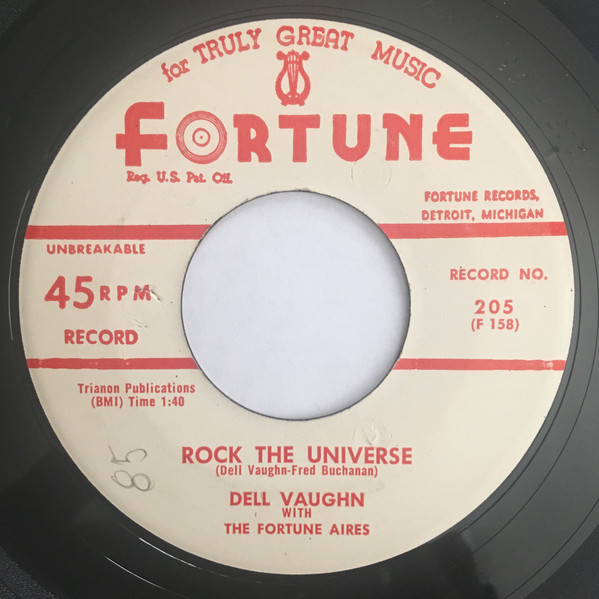 for TRULY GREAT MUSIC
FORTUNE
Reg. U.S. Pat. Off.
FORTUNE RECORDS,
DETROIT, MICHIGAN
UNBREAKABLE
45 RPM
RECORD
RECORD NO.
205
(F 158)
Trianon Publications
(BMI) Time 1:40
85
ROCK THE UNIVERSE
(Dell Vaughn-Fred Buchanan)
DELL VAUGHN
WITH
THE FORTUNE AIRES